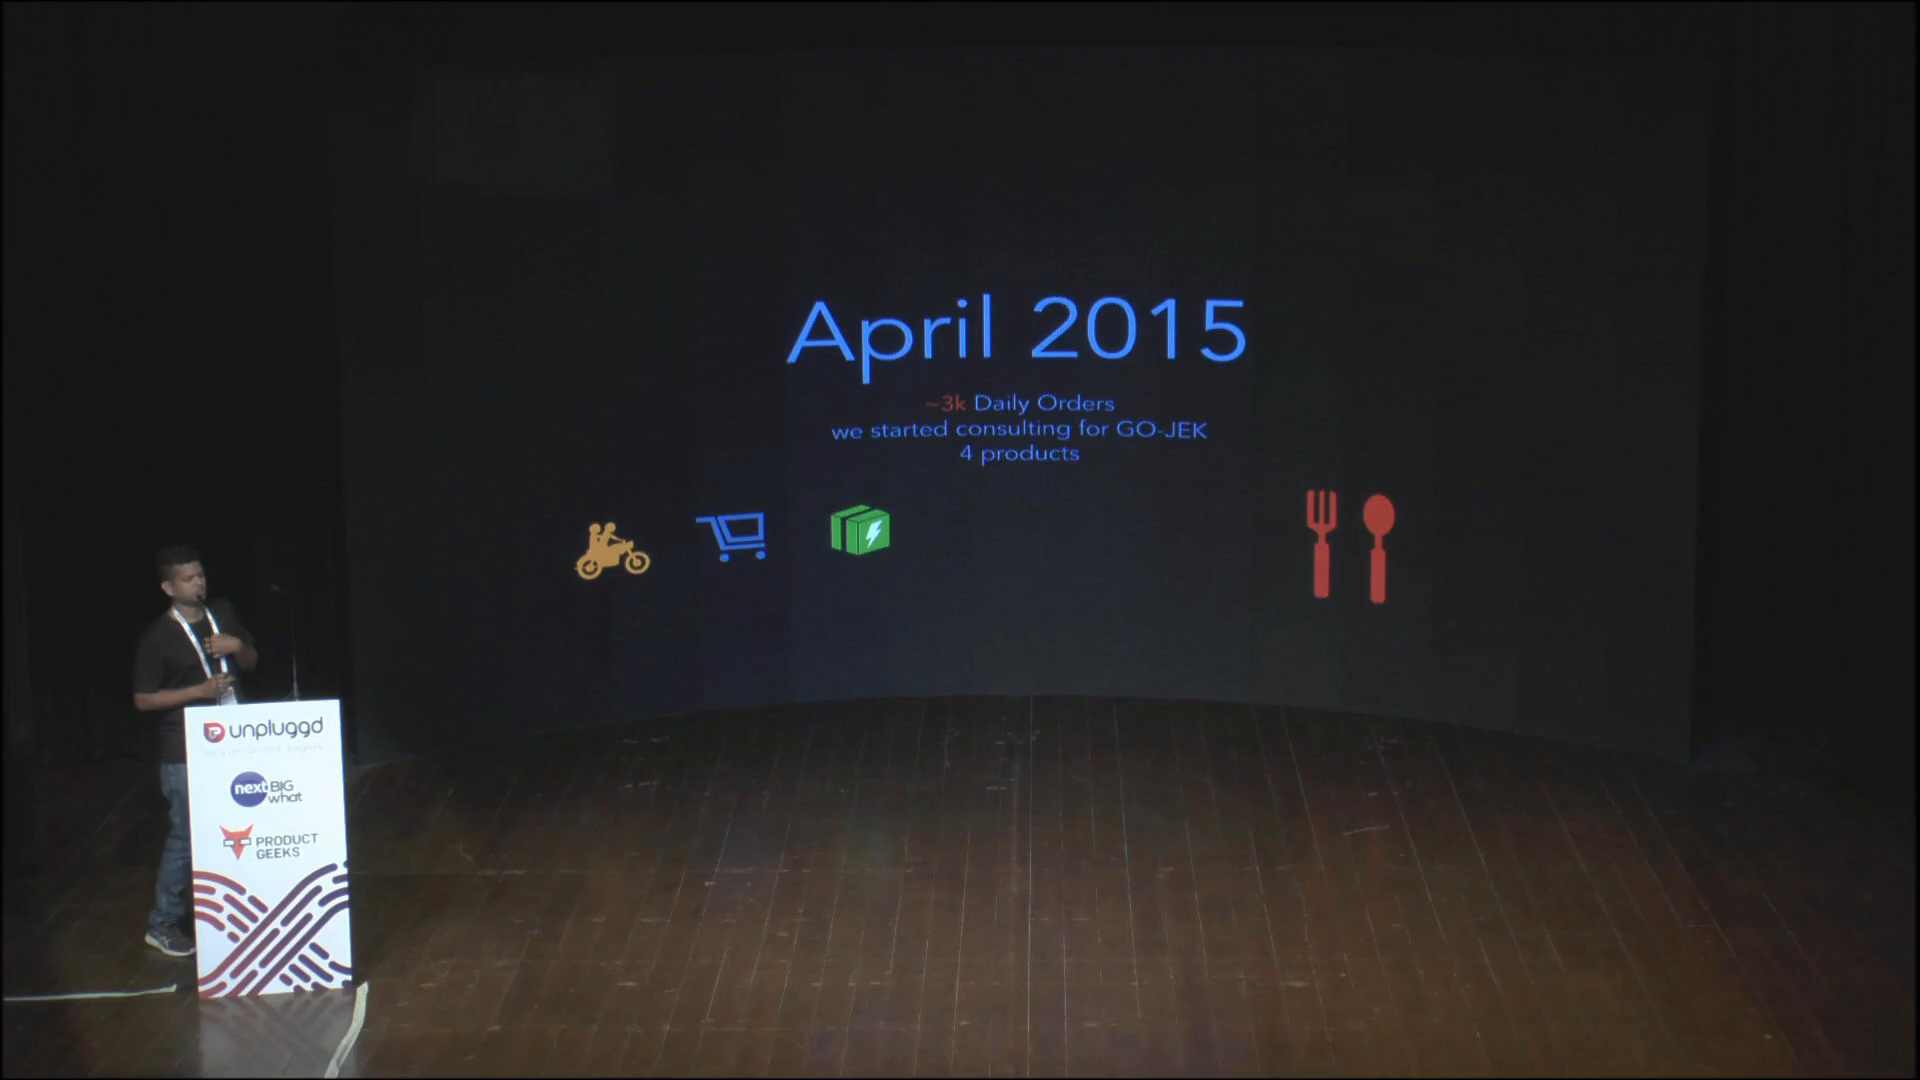 April 2015
~3k Daily Orders
we started consulting for GO-JEK
4 products
unpluggd
next BIG
what
PRODUCT
GEEKS